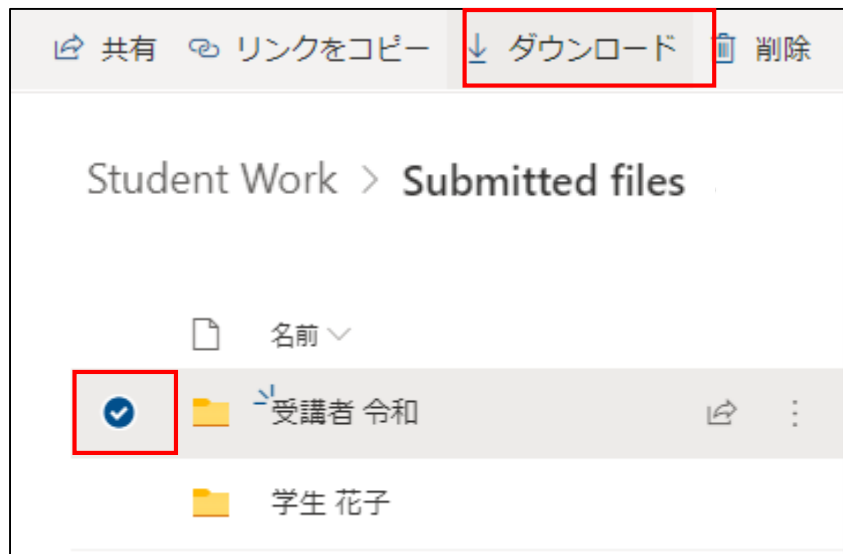 共有 リンクをコピー ダウンロード 削除
Student Work > Submitted files
名前
受講者 令和
学生 花子